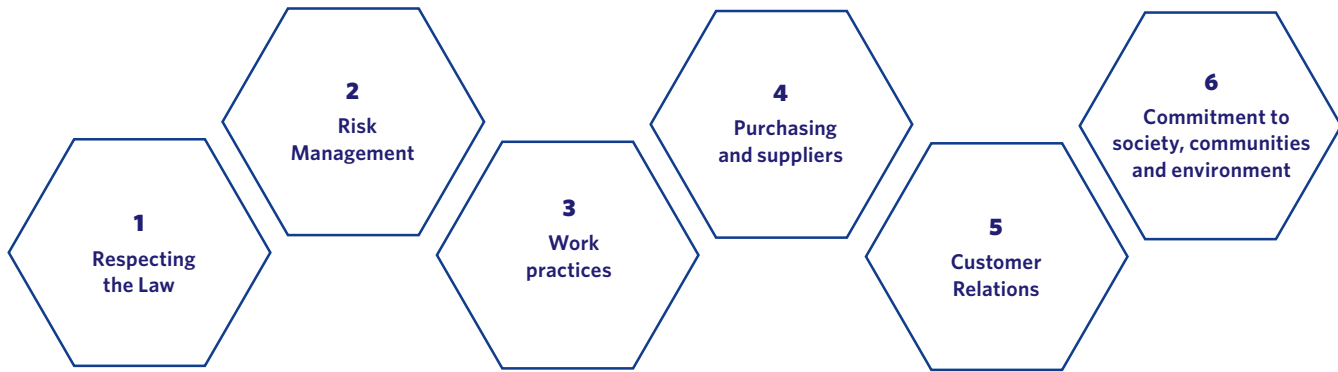 1
Respecting
the Law
2
Risk
Management
3
Work
practices
4
Purchasing
and suppliers
5
Customer
Relations
6
Commitment to
society, communities
and environment